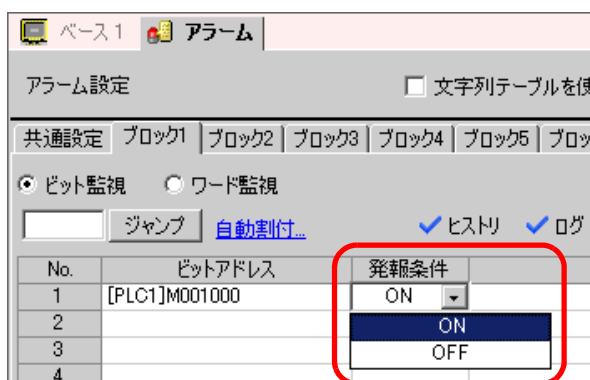 ベース1 アラーム
アラーム設定 文字列テーブルを使
共通設定 ブロック1 ブロック2 ブロック3 ブロック4 ブロック5 ブロッ
ビット監視 ワード監視
ジャンプ 自動割付... ヒストリ ログ
No. ビットアドレス 発報条件
1 [PLC1]M001000 ON
2 ON
3 OFF
4